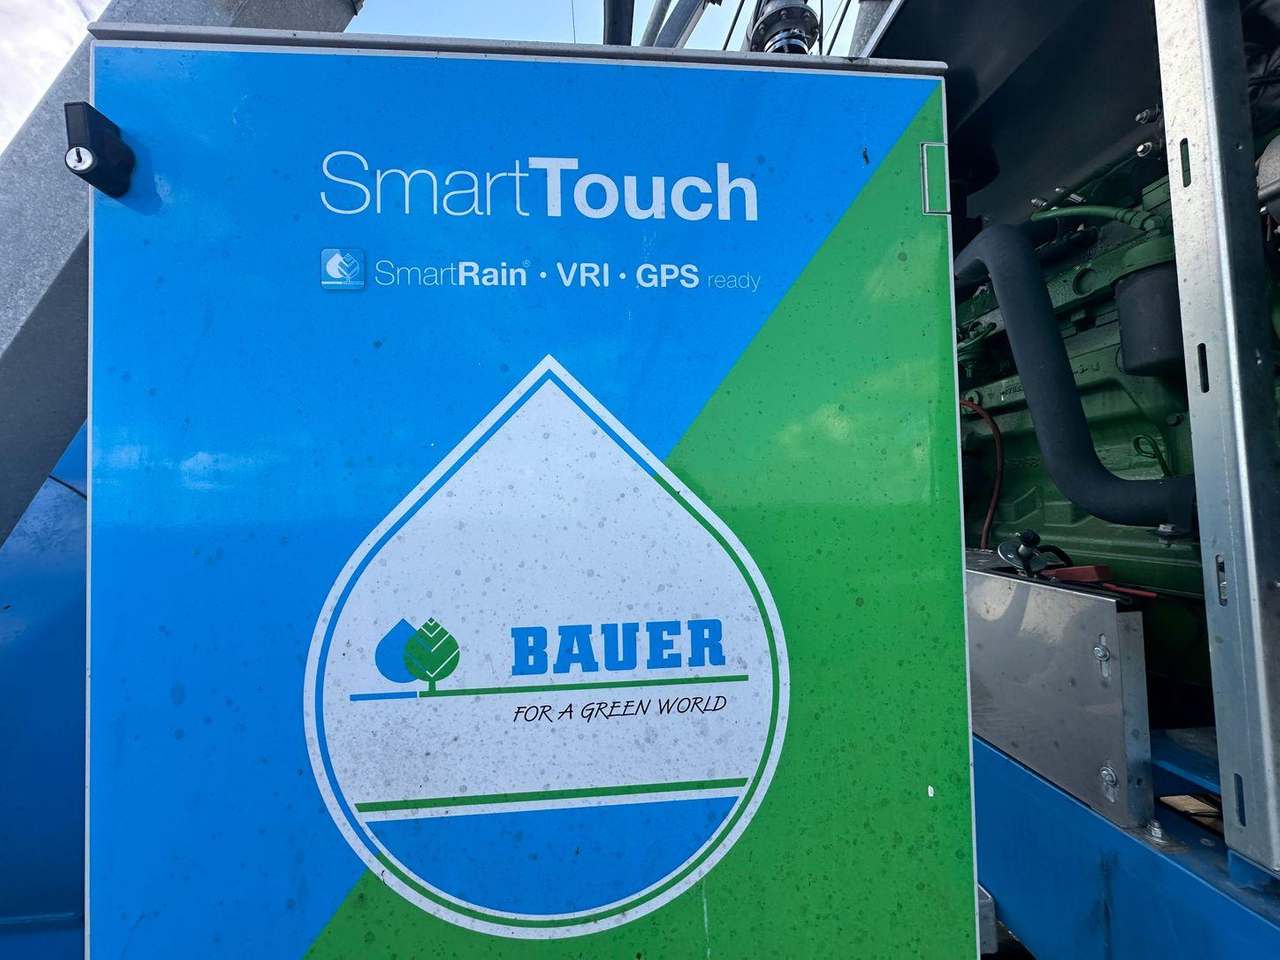 SmartTouch
SmartRain® · VRI · GPS ready
BAUER
FOR A GREEN WORLD